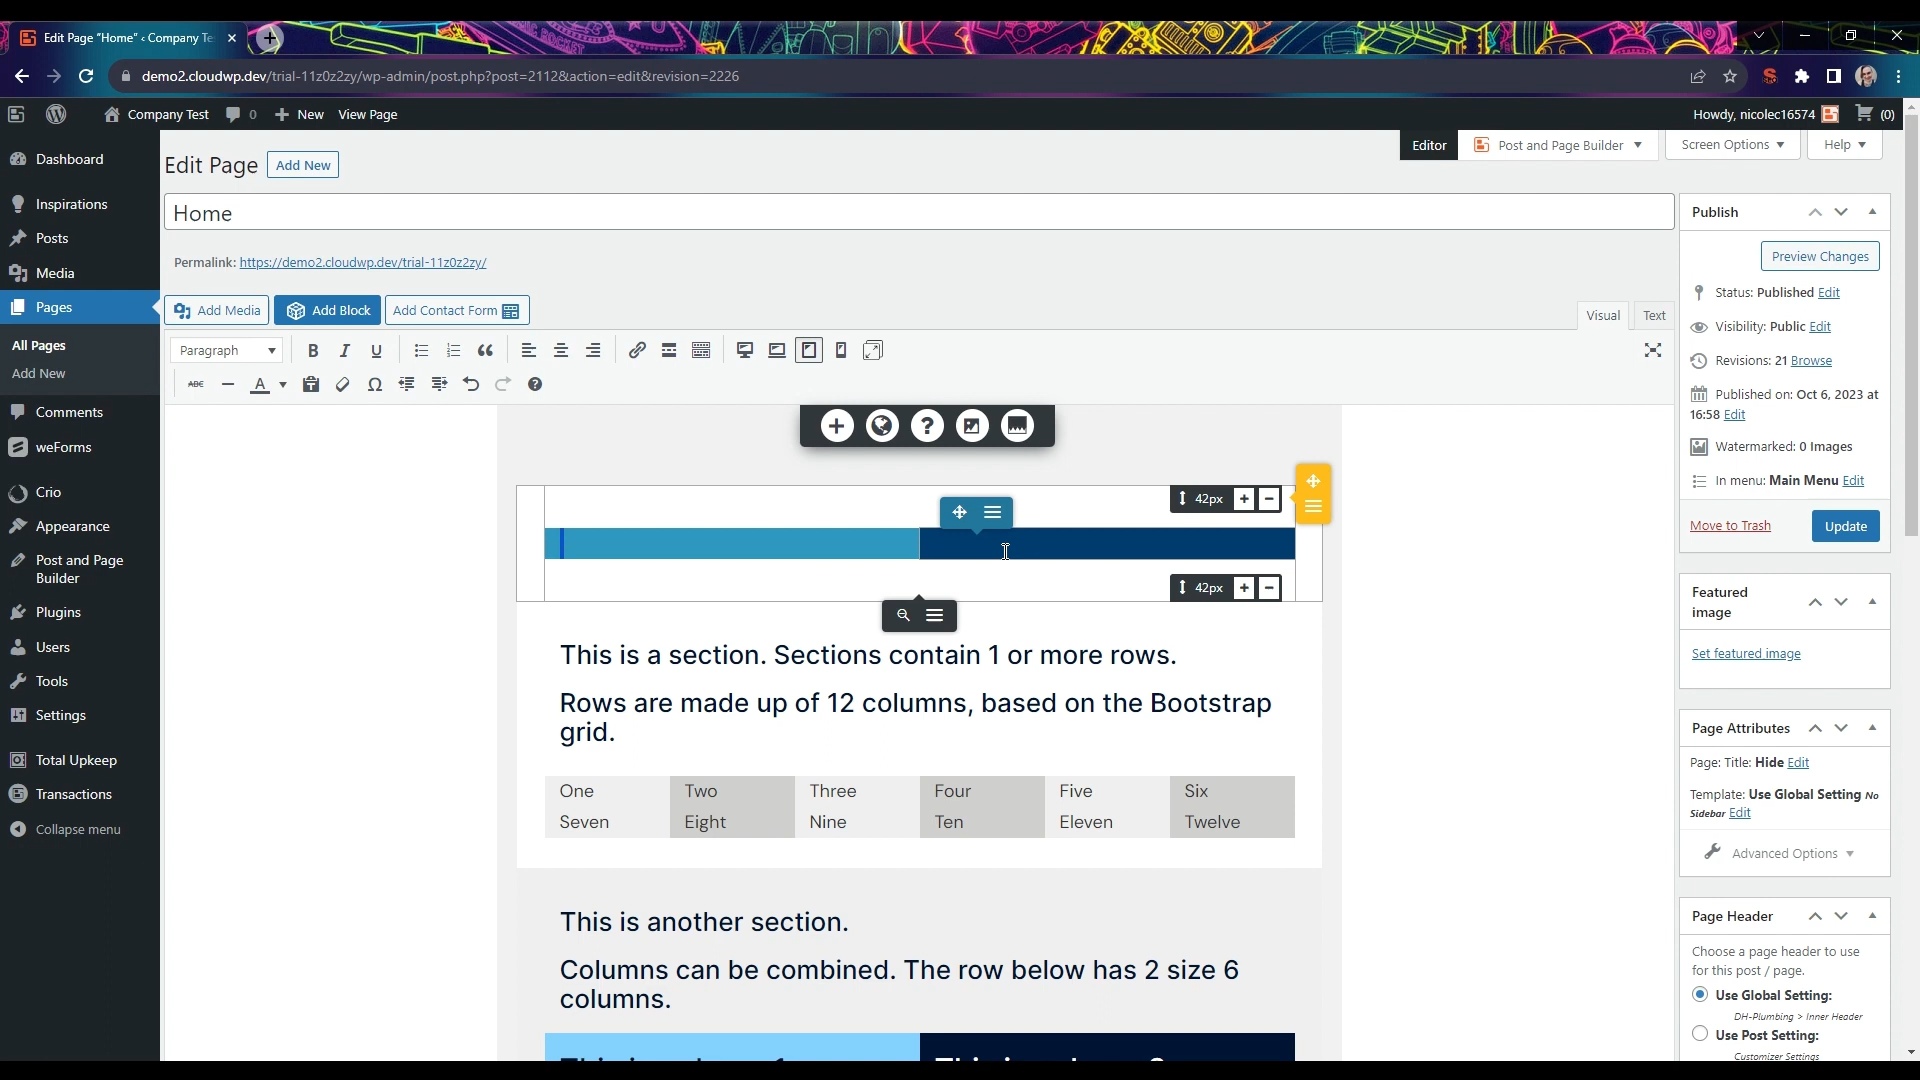 Edit Page "Home" ‹ Company Te
demo2.cloudwp.dev/trial-11z0z2zy/wp-admin/post.php?post=2112&action=edit&revision=2226
Company Test
0
New
View Page
Howdy, nicolec16574
(0)
Dashboard
Inspirations
Posts
Media
Pages
All Pages
Add New
Comments
weForms
Crio
Appearance
Post and Page
Builder
Plugins
Users
Tools
Settings
Total Upkeep
Transactions
Collapse menu
Edit Page
Add New
Editor
Post and Page Builder
Screen Options
Help
Home
Permalink: https://demo2.cloudwp.dev/trial-11z0z2zy/
Add Media
Add Block
Add Contact Form
Visual
Text
Paragraph
B I U
ABC
A
Ω
42px
42px
This is a section. Sections contain 1 or more rows.
Rows are made up of 12 columns, based on the Bootstrap
grid.
One Two Three Four Five Six
Seven Eight Nine Ten Eleven Twelve
This is another section.
Columns can be combined. The row below has 2 size 6
columns.
Publish
Preview Changes
Status: Published Edit
Visibility: Public Edit
Revisions: 21 Browse
Published on: Oct 6, 2023 at
16:58 Edit
Watermarked: 0 Images
In menu: Main Menu Edit
Move to Trash
Update
Featured
image
Set featured image
Page Attributes
Page: Title: Hide Edit
Template: Use Global Setting No
Sidebar Edit
Advanced Options
Page Header
Choose a page header to use
for this post / page.
Use Global Setting:
DH-Plumbing > Inner Header
Use Post Setting:
Customizer Settings